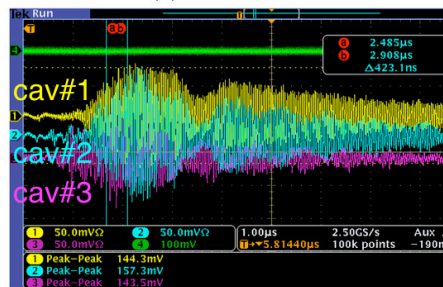 Tek Run
T
a b
a 2.485µs
b 2.908µs
Δ423.1ns
4
cav#1
1
2
cav#2
cav#3
1 50.0mVΩ 2 50.0mVΩ 1.00µs 2.50GS/s Aux
3 50.0mVΩ 4 100mV T→▼5.81440µs 100k points -190m
1 Peak-Peak 144.3mV
2 Peak-Peak 157.3mV
3 Peak-Peak 143.5mV